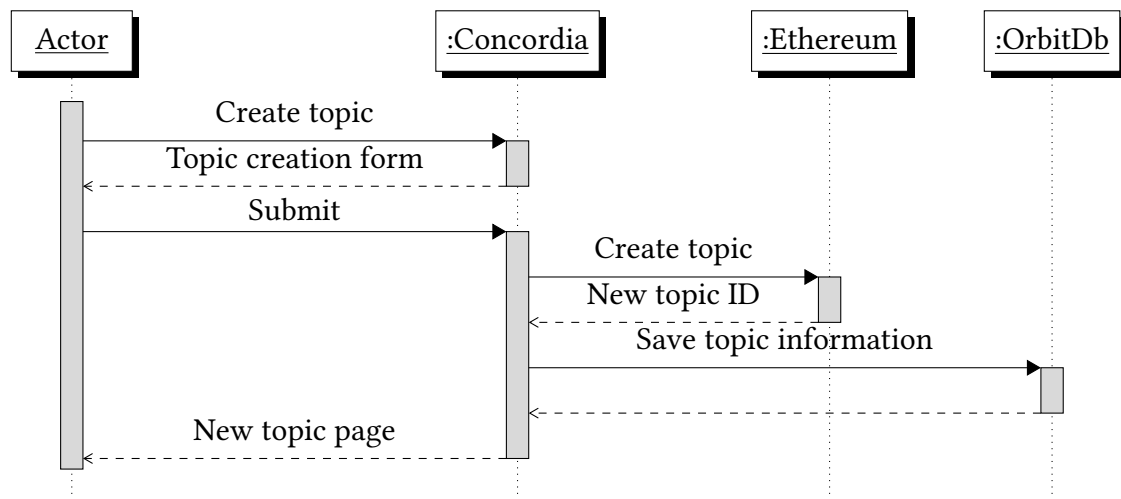 Actor
:Concordia
:Ethereum
:OrbitDb
Create topic
Topic creation form
Submit
Create topic
New topic ID
Save topic information
New topic page